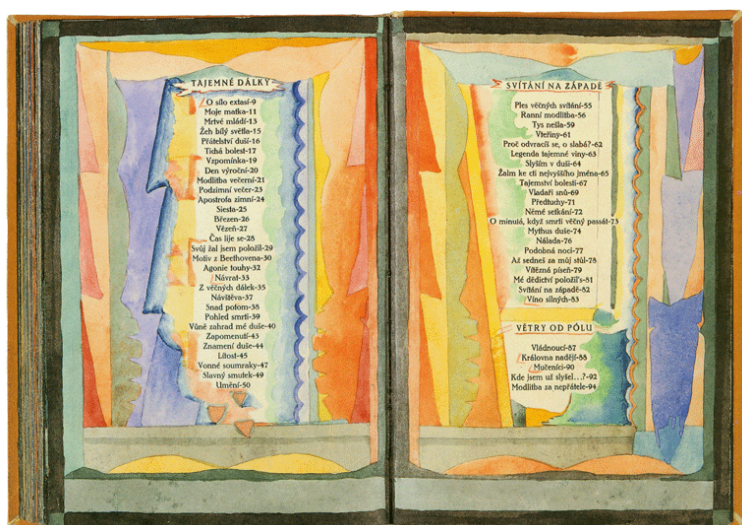 TAJEMNÉ DÁLKY
O sílo extasí-9
Moje matka-11
Mrtvé mládí-13
Žeh bílý světla-15
Přátelství duší-16
Tichá bolest-17
Vzpomínka-19
Den výroční-20
Modlitba večerní-21
Podzimní večer-23
Apostrofa zimní-24
Siesta-25
Březen-26
Vězeň-27
Čas lije se-28
Svůj žal jsem položil-29
Motiv z Beethovena-30
Agonie touhy-32
Návrat-33
Z věčných dálek-35
Návštěva-37
Snad potom-38
Pohled smrti-39
Vůně zahrad mé duše-40
Zapomenutí-43
Znamení duše-44
Lítost-45
Vonné soumraky-47
Slavný smutek-49
Umění-50
SVÍTÁNÍ NA ZÁPADĚ
Ples věčných svítání-55
Ranní modlitba-56
Tys nešla-59
Vteřiny-61
Proč odvracíš se, o slabá?-62
Legenda tajemné viny-63
Slyším v duši-64
Žalm ke cti nejvyššího jména-65
Tajemství bolesti-67
Vladaři snů-69
Předtuchy-71
Němé setkání-72
O minulá, když smrti věčný passát-73
Mythus duše-74
Nálada-76
Podobná noci-77
Až sedneš za můj stůl-78
Vítězná píseň-79
Mé dědictví položil's-81
Svítání na západě-82
Víno silných-83
VĚTRY OD PÓLU
Vládnoucí-87
Královna nadějí-88
Mučeníci-90
Kde jsem už slyšel...?-92
Modlitba za nepřátele-94